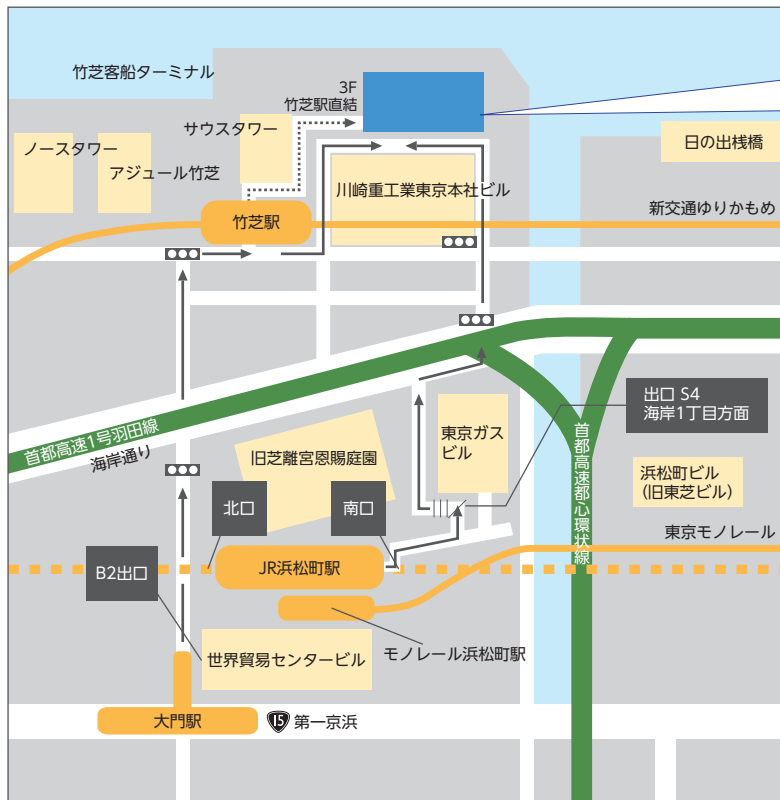 竹芝客船ターミナル
3F
竹芝駅直結
サウスタワー
ノースタワー
アジュール竹芝
日の出桟橋
川崎重工業東京本社ビル
竹芝駅
新交通ゆりかもめ
出口 S4
海岸1丁目方面
首都高速1号羽田線
海岸通り
東京ガス
ビル
首都高速都心環状線
旧芝離宮恩賜庭園
浜松町ビル
(旧東芝ビル)
北口
南口
東京モノレール
B2出口
JR浜松町駅
世界貿易センタービル
モノレール浜松町駅
大門駅
15
第一京浜